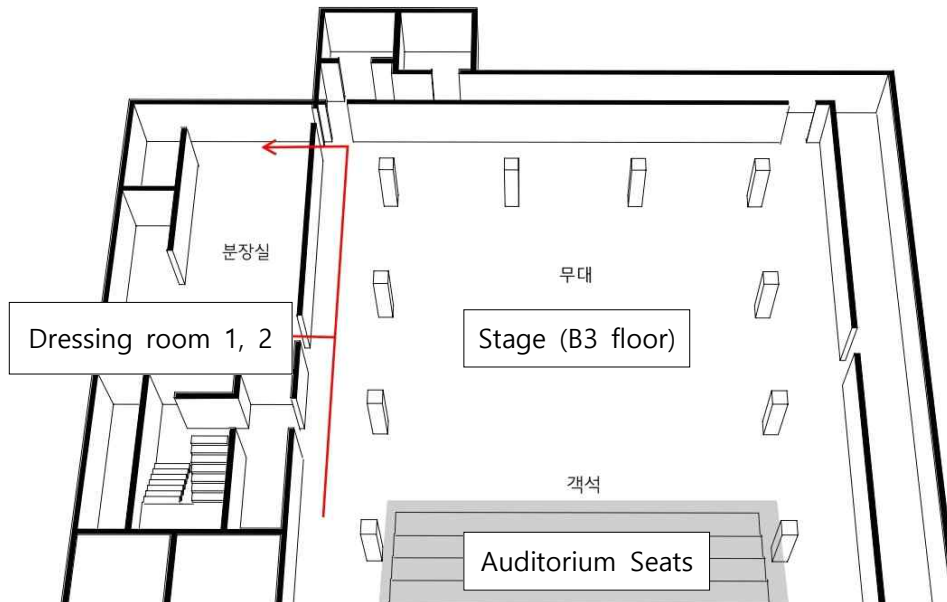 분장실
무대
Dressing room 1, 2
Stage (B3 floor)
객석
Auditorium Seats